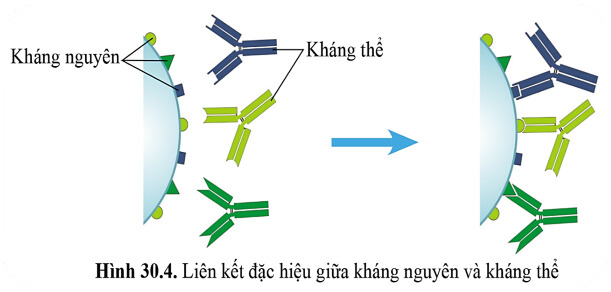 Kháng nguyên
Kháng thể
Hình 30.4. Liên kết đặc hiệu giữa kháng nguyên và kháng thể